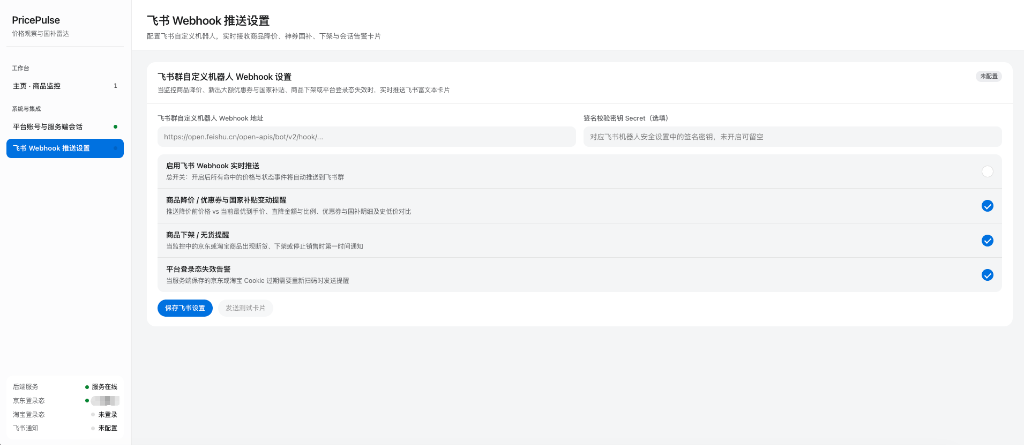 PricePulse
价格观察与国补雷达
工作台
主页 · 商品监控 1
系统与集成
平台账号与服务端会话
飞书 Webhook 推送设置
后端服务 服务在线
京东登录态
淘宝登录态 未登录
飞书通知 未配置
飞书 Webhook 推送设置
配置飞书自定义机器人，实时接收商品降价、神券国补、下架与会话告警卡片
飞书群自定义机器人 Webhook 设置 未配置
当监控商品降价、新出大额优惠券与国家补贴、商品下架或平台登录态失效时，实时推送飞书富文本卡片
飞书群自定义机器人 Webhook 地址
https://open.feishu.cn/open-apis/bot/v2/hook/...
签名校验密钥 Secret（选填）
对应飞书机器人安全设置中的签名密钥，未开启可留空
启用飞书 Webhook 实时推送
总开关：开启后所有命中的价格与状态事件将自动推送到飞书群
商品降价 / 优惠券与国家补贴变动提醒
推送降价前价格 vs 当前最优到手价、直降金额与比例、优惠券与国补明细及史低价对比
商品下架 / 无货提醒
当监控中的京东或淘宝商品出现断货、下架或停止销售时第一时间通知
平台登录态失效告警
当服务端保存的京东或淘宝 Cookie 过期需要重新扫码时发送提醒
保存飞书设置 发送测试卡片